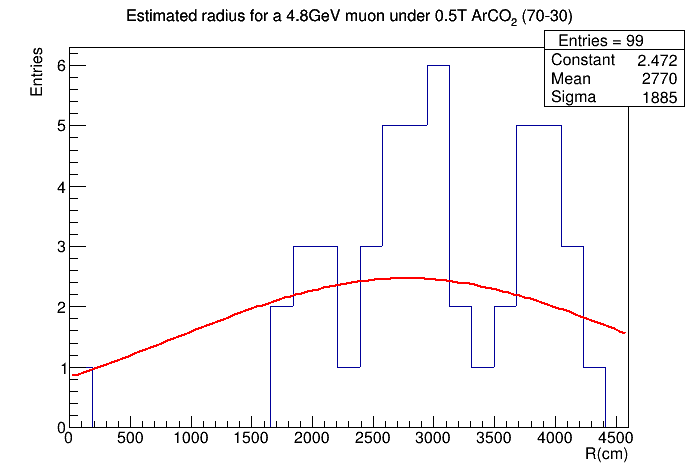 Estimated radius for a 4.8GeV muon under 0.5T ArCO2 (70-30)
Entries = 99
Constant 2.472
Mean 2770
Sigma 1885
Entries
6
5
4
3
2
1
0
0 500 1000 1500 2000 2500 3000 3500 4000 4500
R(cm)